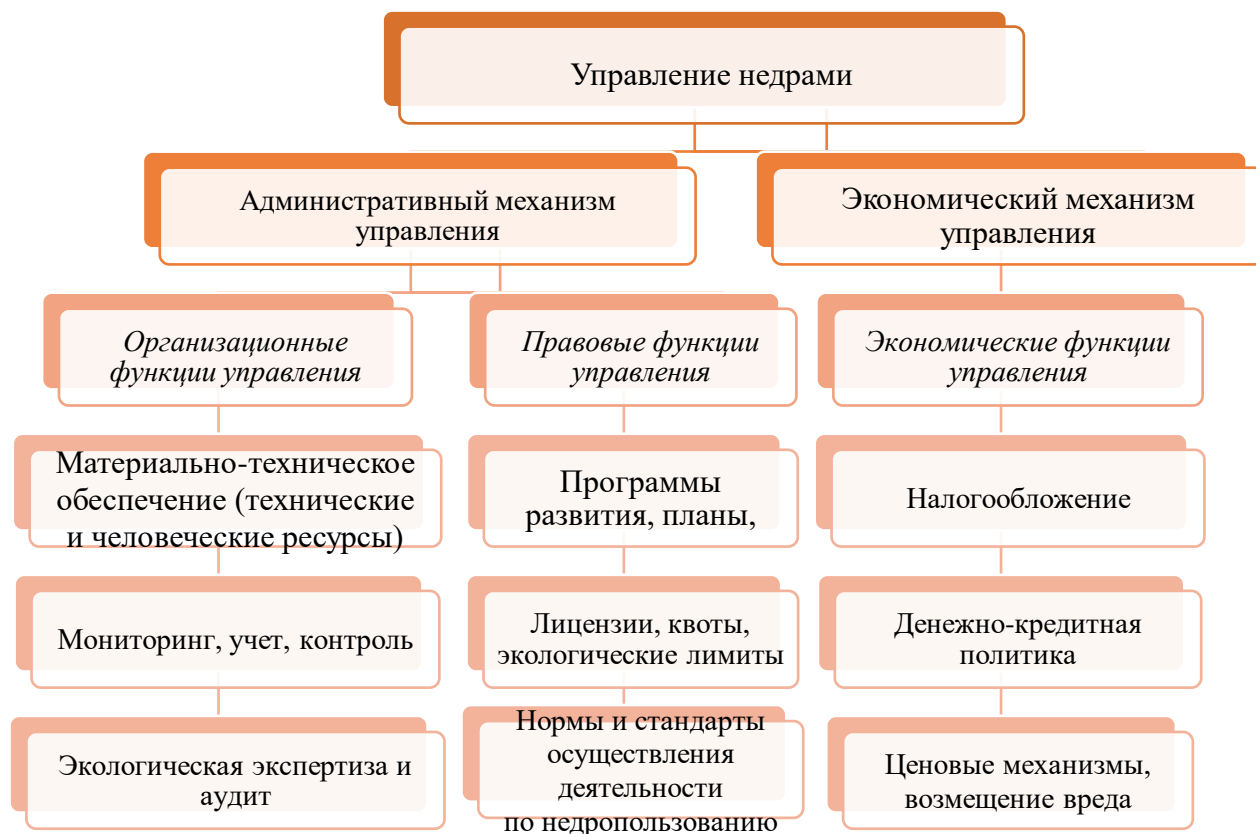 Управление недрами
Административный механизм
управления
Экономический механизм
управления
Организационные
функции управления
Правовые функции
управления
Экономические функции
управления
Материально-техническое
обеспечение (технические
и человеческие ресурсы)
Программы
развития, планы,
Налогообложение
Мониторинг, учет, контроль
Лицензии, квоты,
экологические лимиты
Денежно-кредитная
политика
Экологическая экспертиза и
аудит
Нормы и стандарты
осуществления
деятельности
по недропользованию
Ценовые механизмы,
возмещение вреда